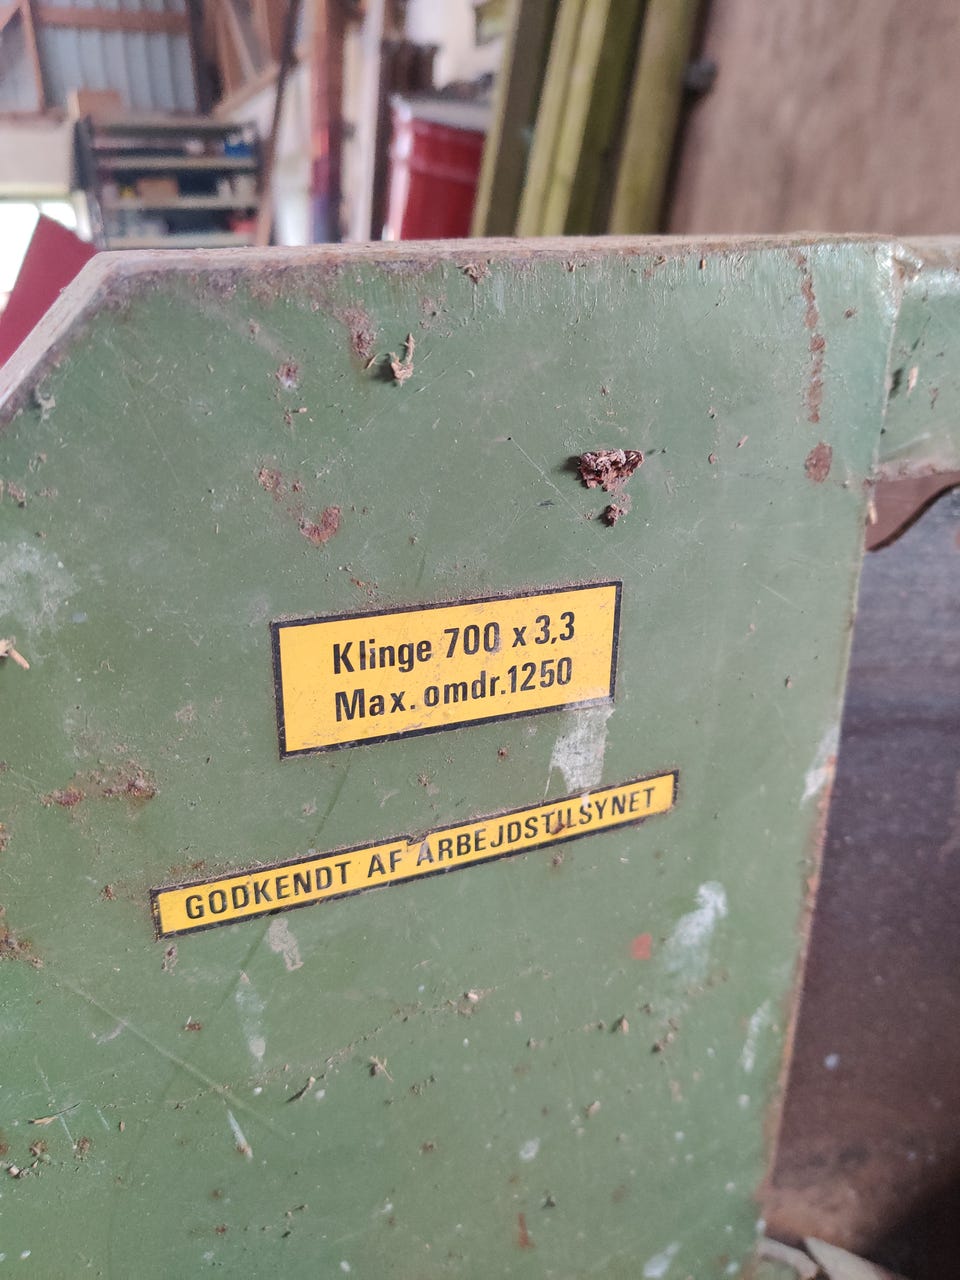 Klinge 700 x 3,3
Max. omdr. 1250
GODKENDT AF ARBEJDSTILSYNET